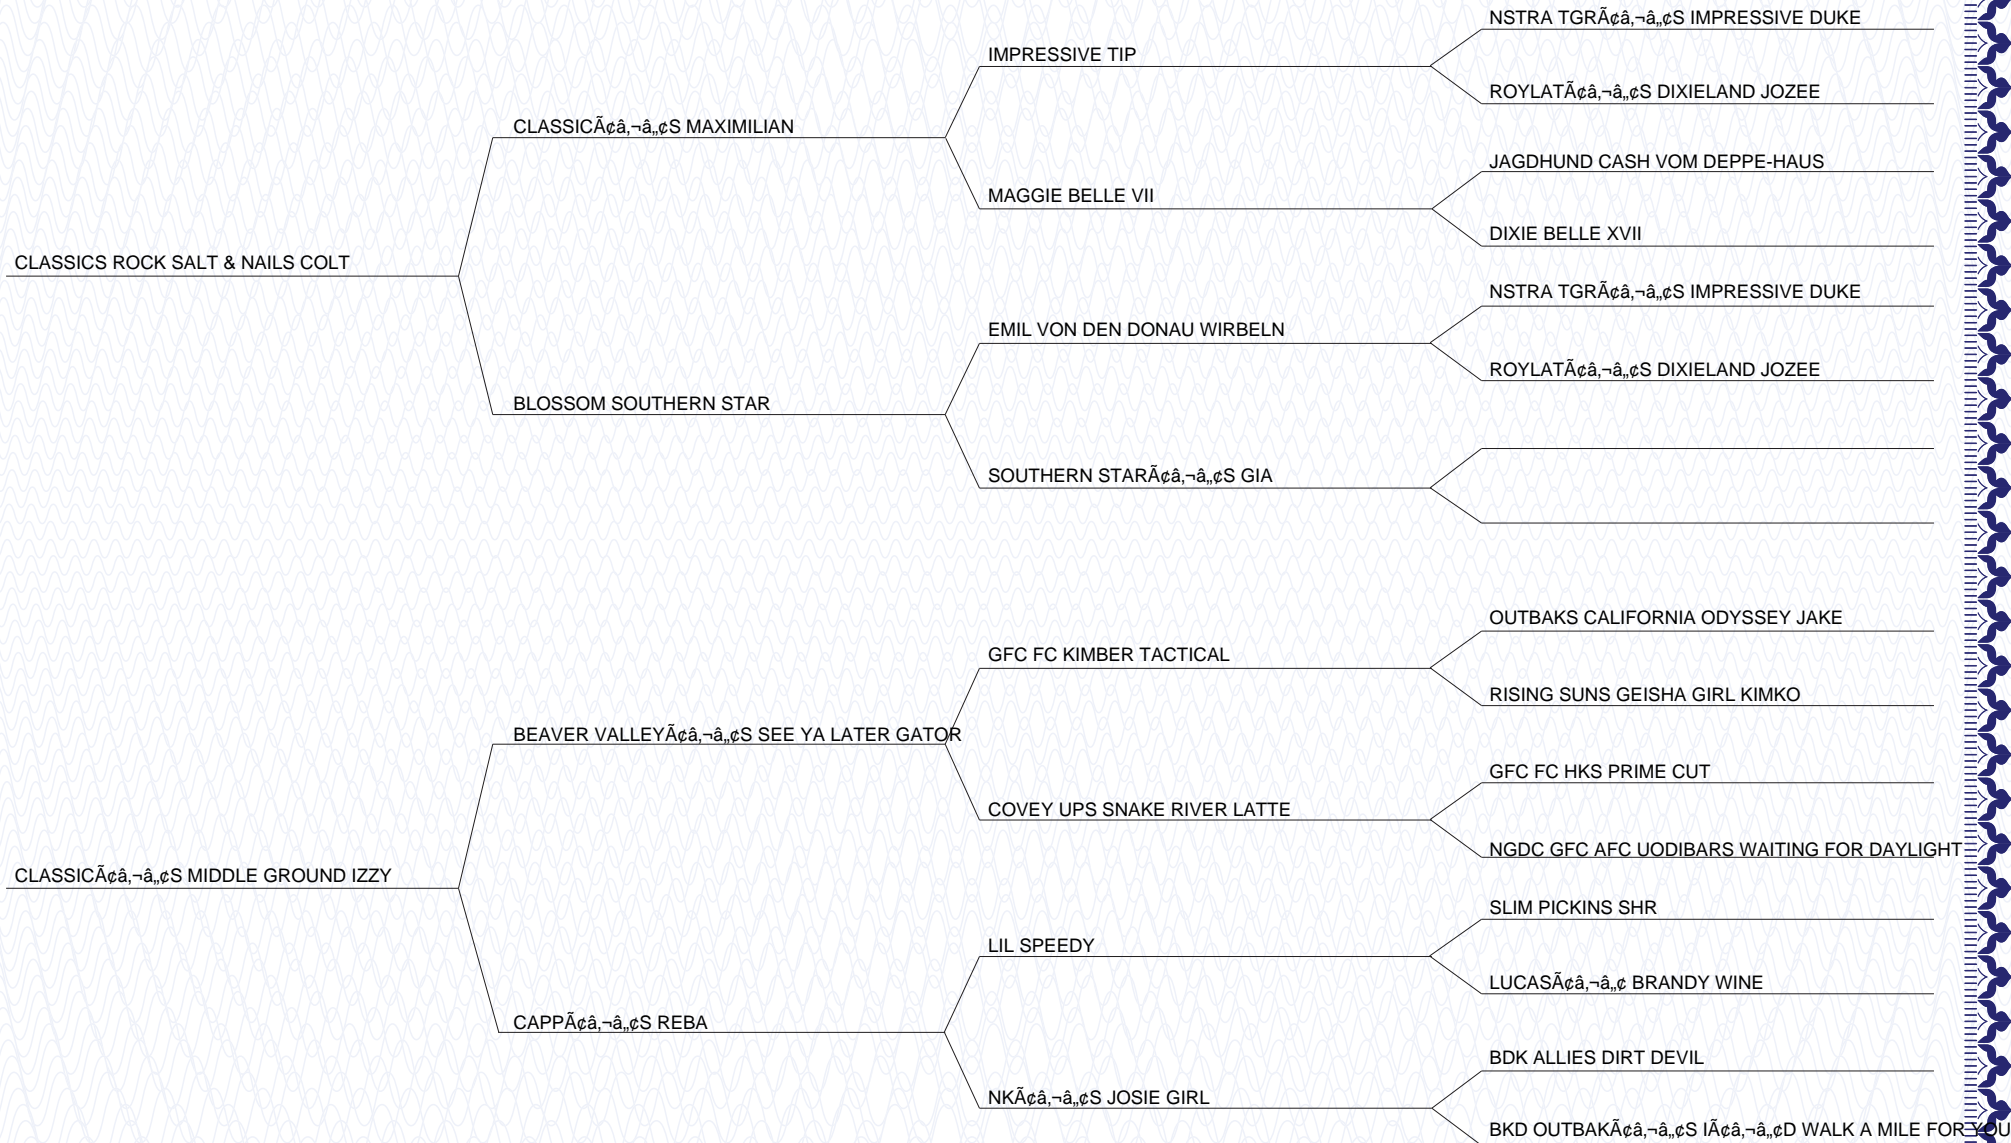 NSTRA TGRÃ¢â‚¬â„¢S IMPRESSIVE DUKE
IMPRESSIVE TIP
ROYLATÃ¢â‚¬â„¢S DIXIELAND JOZEE
CLASSICÃ¢â‚¬â„¢S MAXIMILIAN
JAGDHUND CASH VOM DEPPE-HAUS
MAGGIE BELLE VII
DIXIE BELLE XVII
CLASSICS ROCK SALT & NAILS COLT
NSTRA TGRÃ¢â‚¬â„¢S IMPRESSIVE DUKE
EMIL VON DEN DONAU WIRBELN
ROYLATÃ¢â‚¬â„¢S DIXIELAND JOZEE
BLOSSOM SOUTHERN STAR
SOUTHERN STARÃ¢â‚¬â„¢S GIA
OUTBAKS CALIFORNIA ODYSSEY JAKE
GFC FC KIMBER TACTICAL
RISING SUNS GEISHA GIRL KIMKO
BEAVER VALLEYÃ¢â‚¬â„¢S SEE YA LATER GATOR
GFC FC HKS PRIME CUT
COVEY UPS SNAKE RIVER LATTE
NGDC GFC AFC UODIBARS WAITING FOR DAYLIGHT
CLASSICÃ¢â‚¬â„¢S MIDDLE GROUND IZZY
SLIM PICKINS SHR
LIL SPEEDY
LUCASÃ¢â‚¬â„¢ BRANDY WINE
CAPPÃ¢â‚¬â„¢S REBA
BDK ALLIES DIRT DEVIL
NKÃ¢â‚¬â„¢S JOSIE GIRL
BKD OUTBAKÃ¢â‚¬â„¢S IÃ¢â‚¬â„¢D WALK A MILE FOR YOU